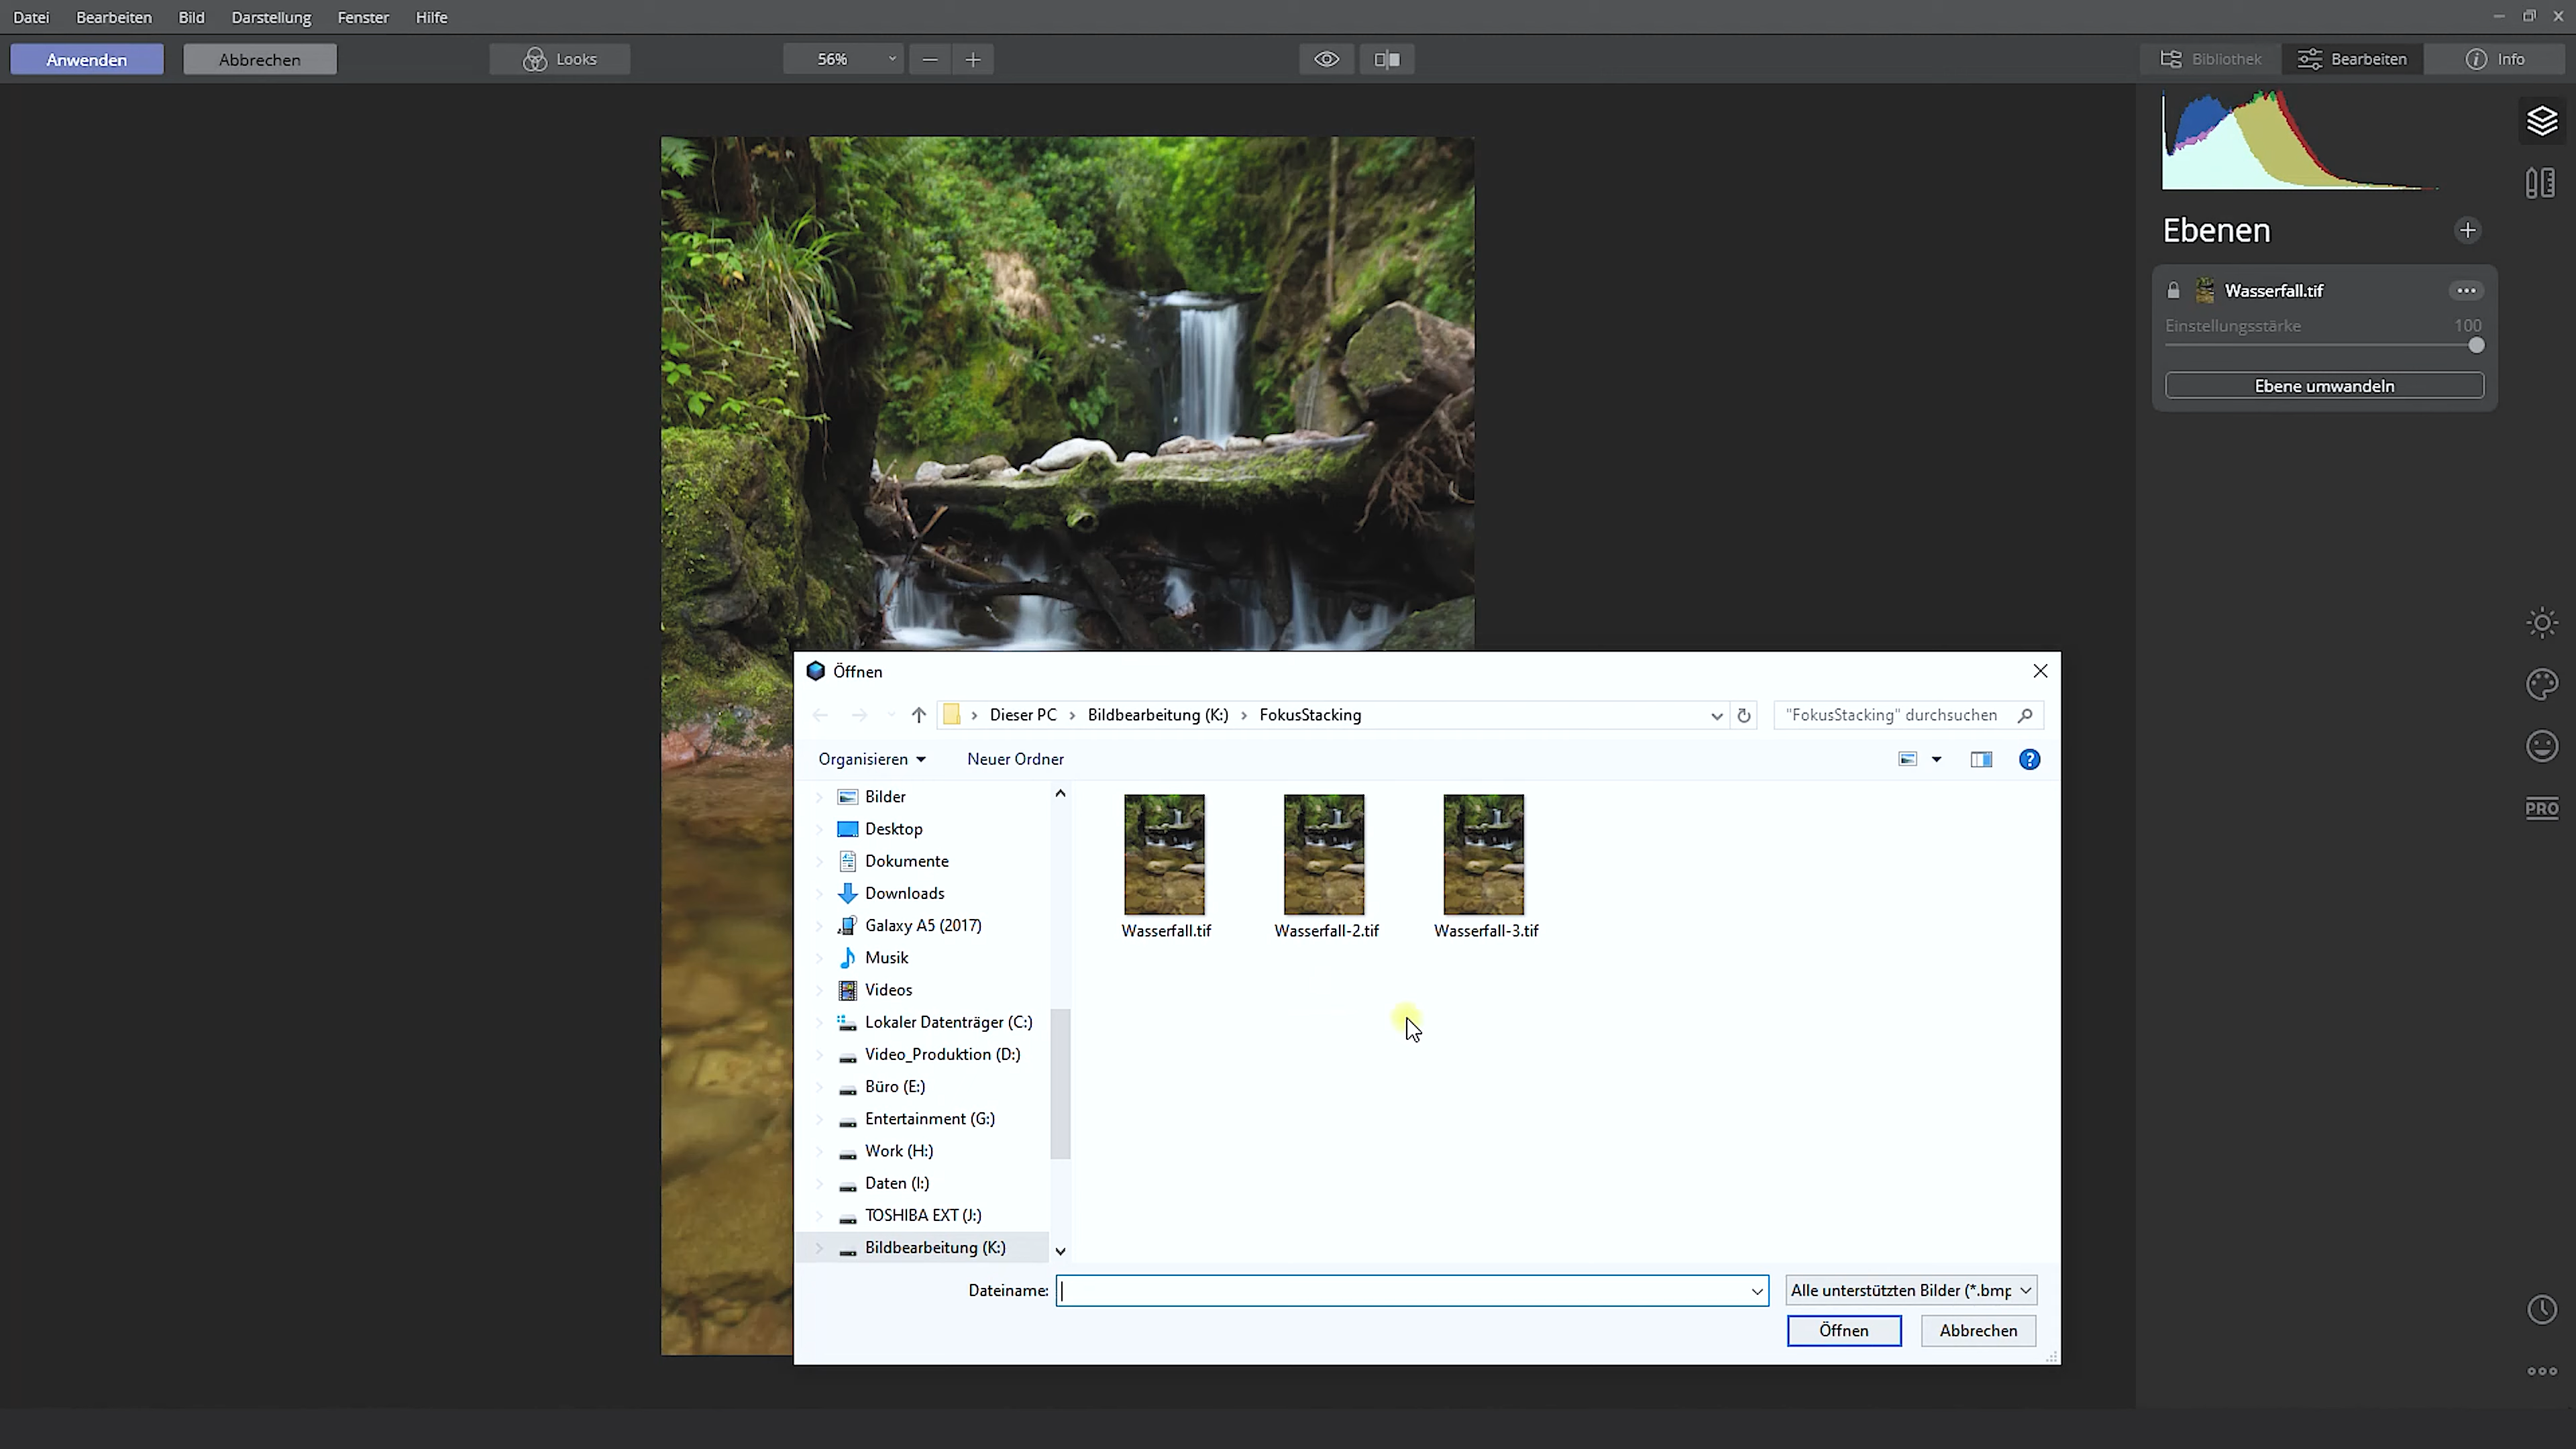 Datei Bearbeiten Bild Darstellung Fenster Hilfe
Anwenden Abbrechen Looks 56% Bibliothek Bearbeiten Info
Ebenen
Wasserfall.tif
Einstellungsstärke 100
Ebene umwandeln
PRO
Öffnen
Dieser PC Bildbearbeitung (K:) FokusStacking "FokusStacking" durchsuchen
Organisieren Neuer Ordner
Bilder
Desktop
Dokumente
Downloads
Galaxy A5 (2017)
Musik
Videos
Lokaler Datenträger (C:)
Video_Produktion (D:)
Büro (E:)
Entertainment (G:)
Work (H:)
Daten (I:)
TOSHIBA EXT (J:)
Bildbearbeitung (K:)
Wasserfall.tif Wasserfall-2.tif Wasserfall-3.tif
Dateiname: Alle unterstützten Bilder (*.bmp
Öffnen Abbrechen